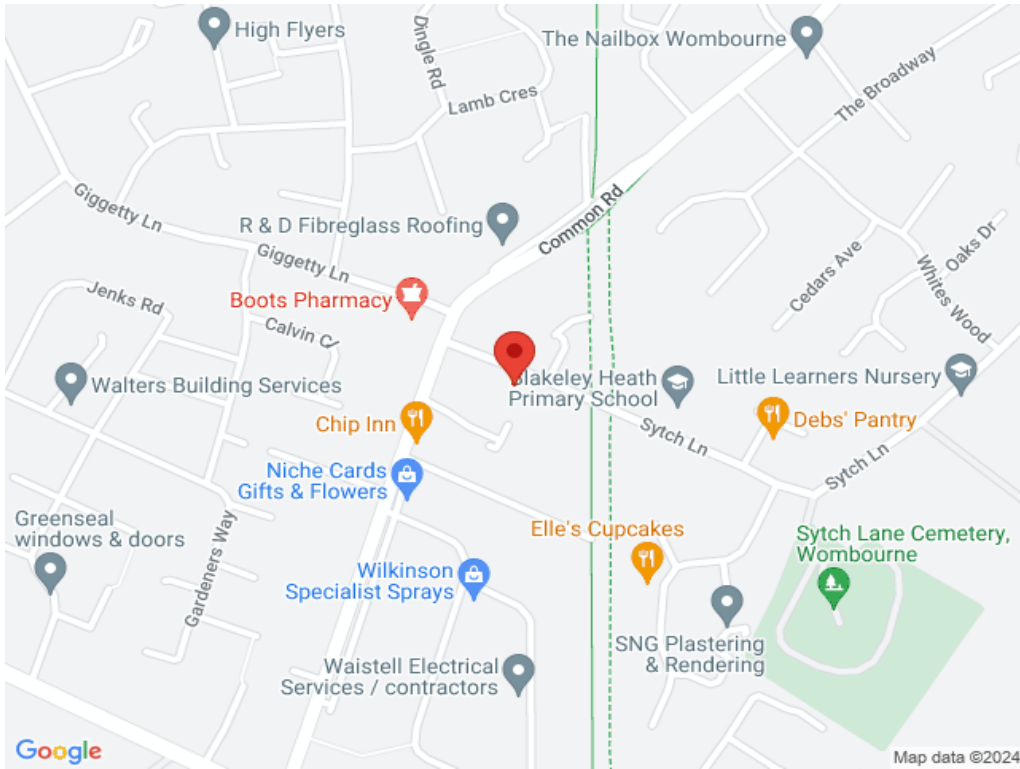 High Flyers
Dingle Rd
The Nailbox Wombourne
The Broadway
Lamb Cres
Giggetty Ln
R & D Fibreglass Roofing
Common Rd
Giggetty Ln
Cedars Ave
Oaks Dr
Whites Wood
Jenks Rd
Boots Pharmacy
Calvin C
Walters Building Services
Blakeley Heath
Primary School
Little Learners Nursery
Chip Inn
Debs' Pantry
Sytch Ln
Sytch Ln
Niche Cards
Gifts & Flowers
Greenseal
windows & doors
Gardeners Way
Elle's Cupcakes
Sytch Lane Cemetery,
Wombourne
Wilkinson
Specialist Sprays
SNG Plastering
& Rendering
Waistell Electrical
Services / contractors
Google
Map data ©2024